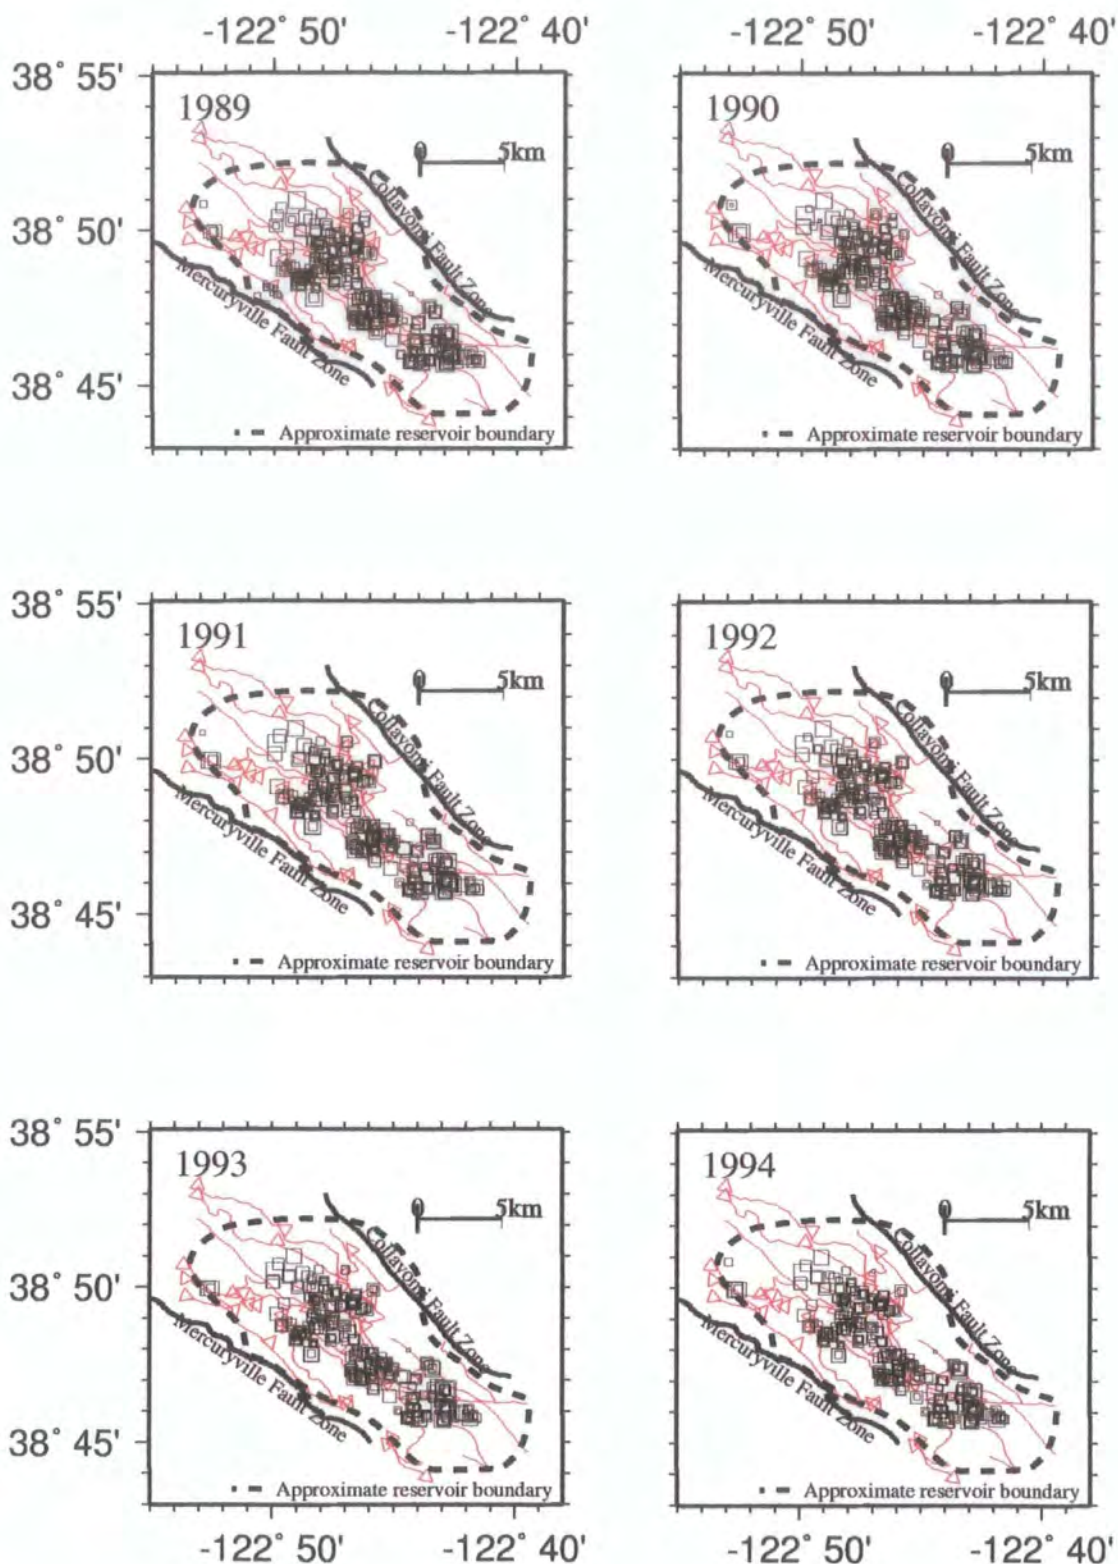 -122° 50' -122° 40' -122° 50' -122° 40'
38° 55'
1989
0 5km
Collayomi Fault Zone
38° 50'
Mercuryville Fault Zone
38° 45'
Approximate reservoir boundary
1990
0 5km
Collayomi Fault Zone
Mercuryville Fault Zone
Approximate reservoir boundary
38° 55'
1991
0 5km
Collayomi Fault Zone
38° 50'
Mercuryville Fault Zone
38° 45'
Approximate reservoir boundary
1992
0 5km
Collayomi Fault Zone
Mercuryville Fault Zone
Approximate reservoir boundary
38° 55'
1993
0 5km
Collayomi Fault Zone
38° 50'
Mercuryville Fault Zone
38° 45'
Approximate reservoir boundary
1994
0 5km
Collayomi Fault Zone
Mercuryville Fault Zone
Approximate reservoir boundary
-122° 50' -122° 40' -122° 50' -122° 40'